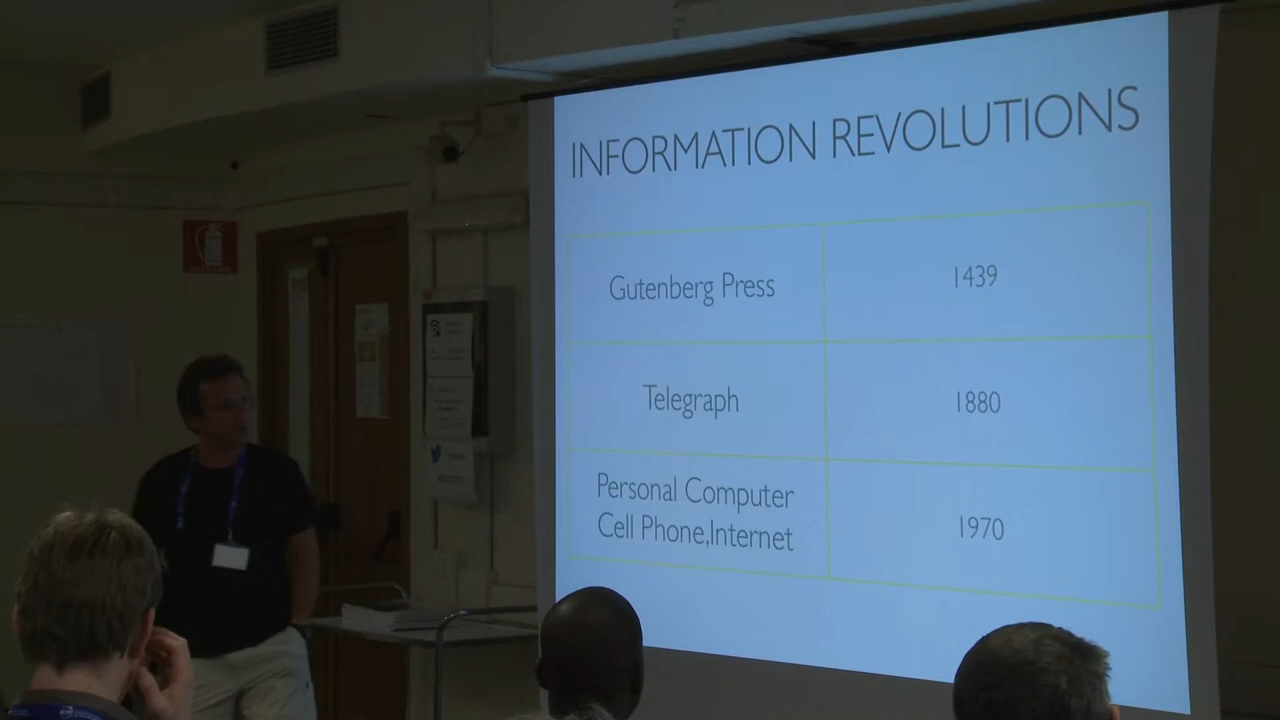 INFORMATION REVOLUTIONS
Gutenberg Press
1439
Telegraph
1880
Personal Computer
Cell Phone,Internet
1970